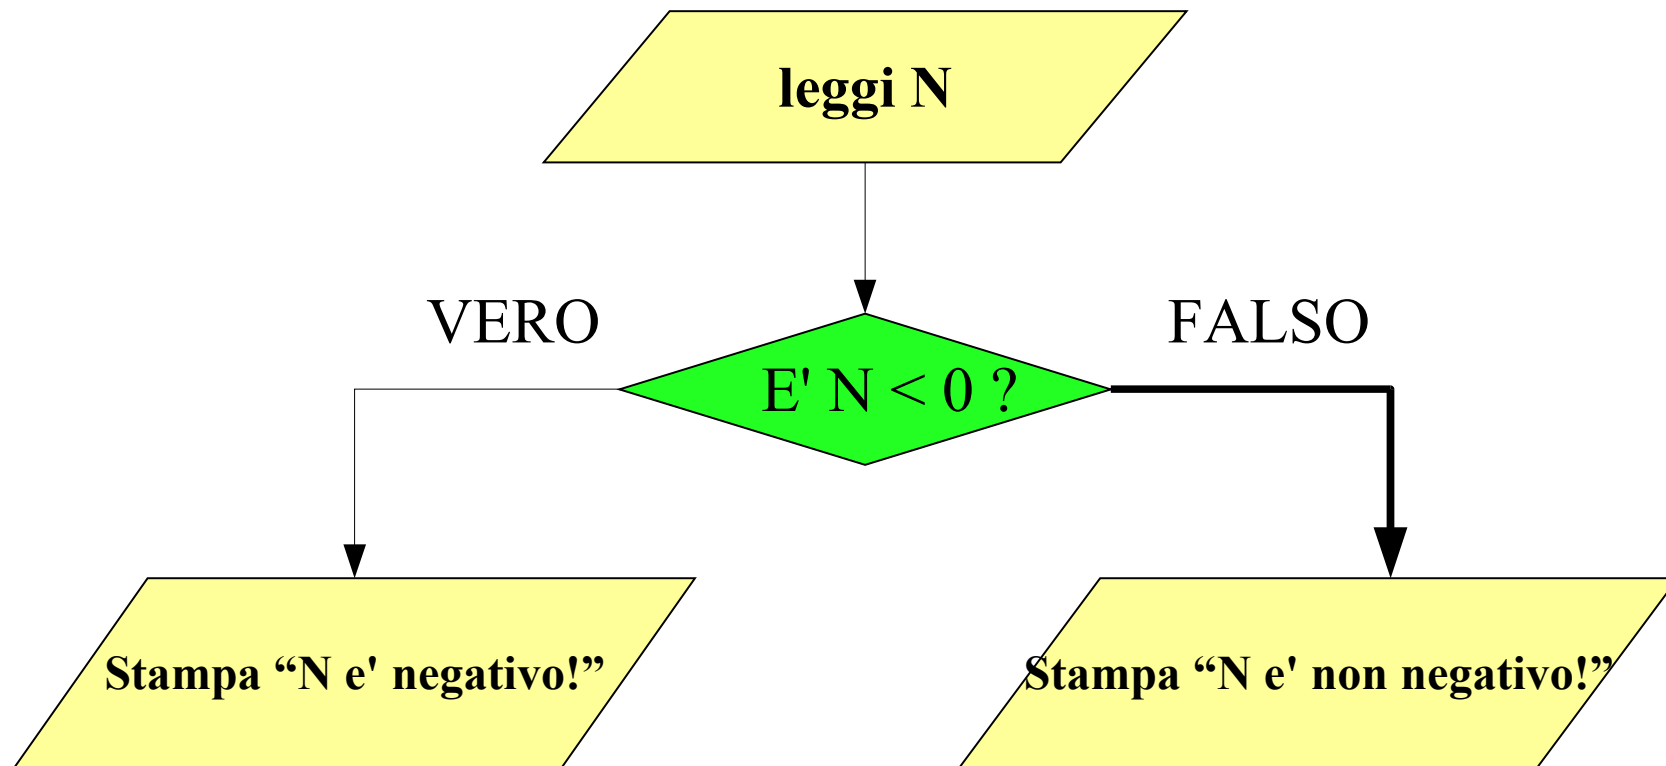 leggi N
VERO
FALSO
E' N < 0 ?
Stampa “N e' negativo!”
Stampa “N e' non negativo!”